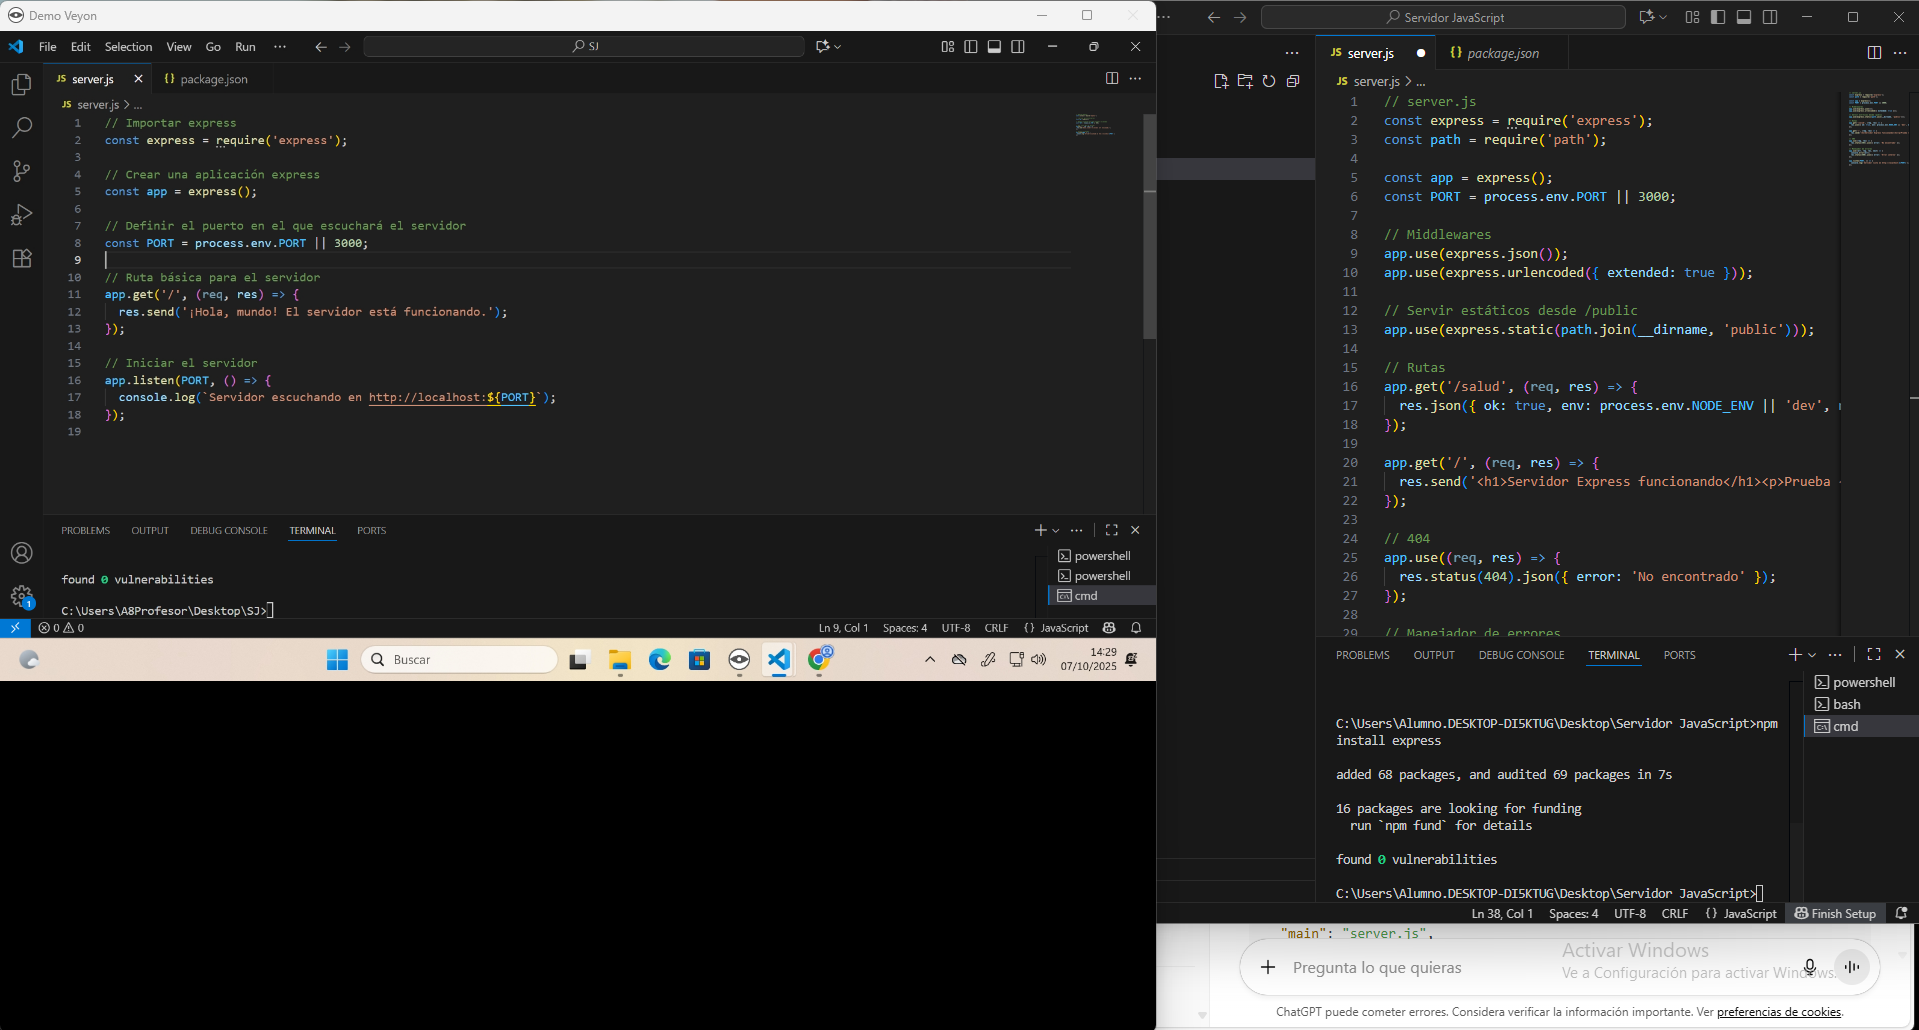 Demo Veyon
File Edit Selection View Go Run ··· SJ
JS server.js {} package.json
JS server.js > ...
1 // Importar express
2 const express = require('express');
3
4 // Crear una aplicación express
5 const app = express();
6
7 // Definir el puerto en el que escuchará el servidor
8 const PORT = process.env.PORT || 3000;
9
10 // Ruta básica para el servidor
11 app.get('/', (req, res) => {
12 res.send('¡Hola, mundo! El servidor está funcionando.');
13 });
14
15 // Iniciar el servidor
16 app.listen(PORT, () => {
17 console.log(`Servidor escuchando en http://localhost:${PORT}`);
18 });
19
PROBLEMS OUTPUT DEBUG CONSOLE TERMINAL PORTS
powershell
powershell
cmd
found 0 vulnerabilities
C:\Users\A8Profesor\Desktop\SJ>
1
0 0 Ln 9, Col 1 Spaces: 4 UTF-8 CRLF {} JavaScript
Buscar
14:29
07/10/2025
Servidor JavaScript
JS server.js {} package.json
JS server.js > ...
1 // server.js
2 const express = require('express');
3 const path = require('path');
4
5 const app = express();
6 const PORT = process.env.PORT || 3000;
7
8 // Middlewares
9 app.use(express.json());
10 app.use(express.urlencoded({ extended: true }));
11
12 // Servir estáticos desde /public
13 app.use(express.static(path.join(__dirname, 'public')));
14
15 // Rutas
16 app.get('/salud', (req, res) => {
17 res.json({ ok: true, env: process.env.NODE_ENV || 'dev',
18 });
19
20 app.get('/', (req, res) => {
21 res.send('<h1>Servidor Express funcionando</h1><p>Prueba
22 });
23
24 // 404
25 app.use((req, res) => {
26 res.status(404).json({ error: 'No encontrado' });
27 });
28
29 // Manejador de errores
PROBLEMS OUTPUT DEBUG CONSOLE TERMINAL PORTS
powershell
bash
cmd
C:\Users\Alumno.DESKTOP-DI5KTUG\Desktop\Servidor JavaScript>npm
install express
added 68 packages, and audited 69 packages in 7s
16 packages are looking for funding
run `npm fund` for details
found 0 vulnerabilities
C:\Users\Alumno.DESKTOP-DI5KTUG\Desktop\Servidor JavaScript>
Ln 38, Col 1 Spaces: 4 UTF-8 CRLF {} JavaScript Finish Setup
"main": "server.js",
Activar Windows
Pregunta lo que quieras
Ve a Configuración para activar Windows.
ChatGPT puede cometer errores. Considera verificar la información importante. Ver preferencias de cookies.